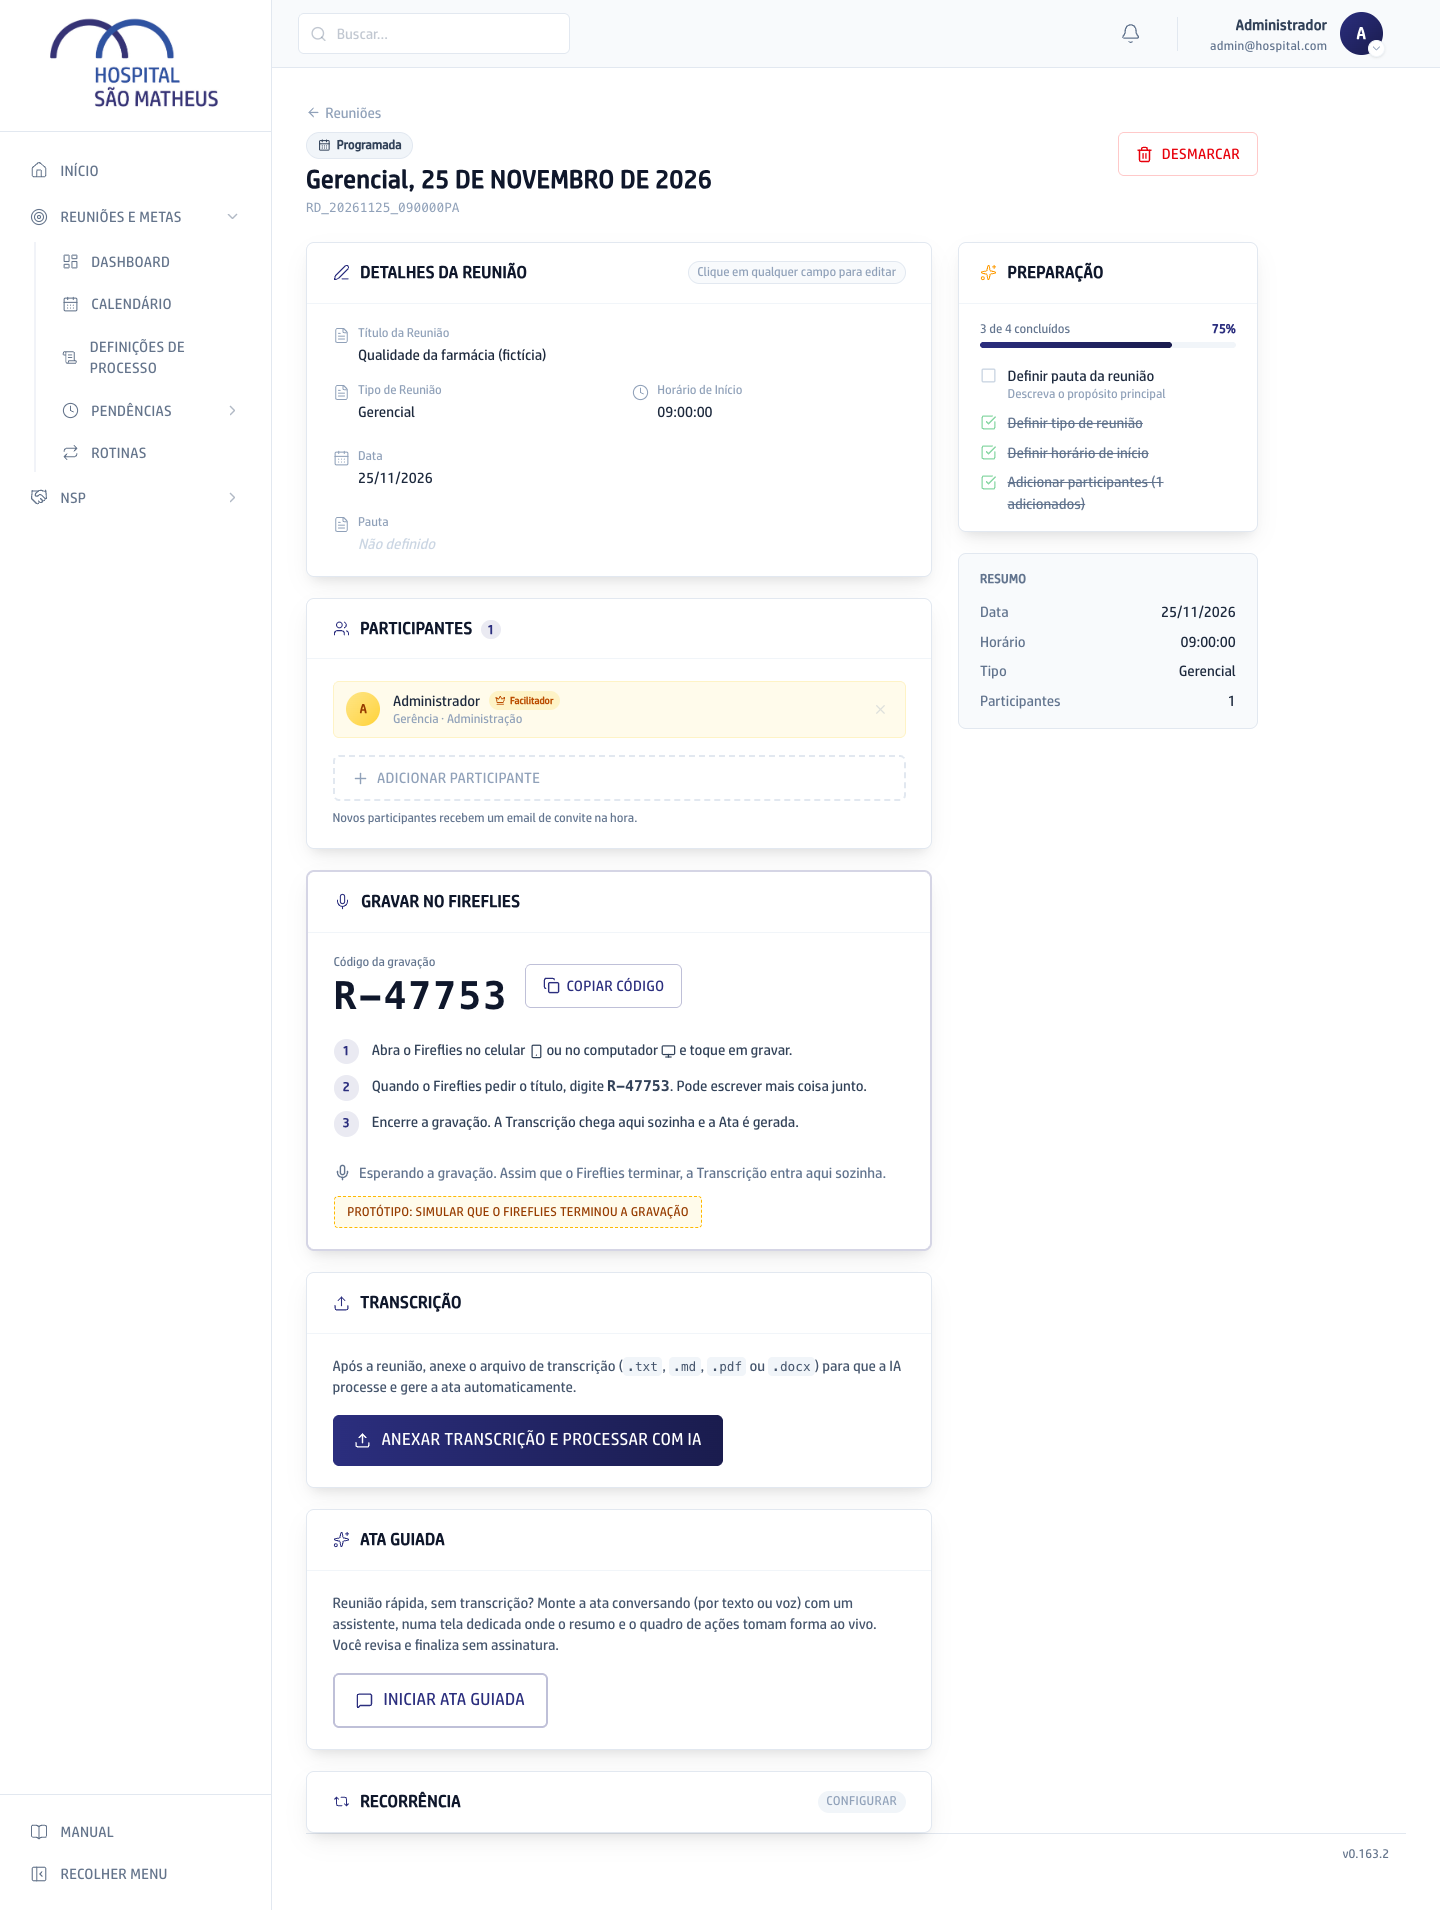 HOSPITAL
SÃO MATHEUS
INÍCIO
REUNIÕES E METAS
DASHBOARD
CALENDÁRIO
DEFINIÇÕES DE
PROCESSO
PENDÊNCIAS
ROTINAS
NSP
MANUAL
RECOLHER MENU
Buscar...
Administrador
admin@hospital.com
A
← Reuniões
Programada
Gerencial, 25 DE NOVEMBRO DE 2026
RD_20261125_090000PA
DESMARCAR
DETALHES DA REUNIÃO
Clique em qualquer campo para editar
Título da Reunião
Qualidade da farmácia (fictícia)
Tipo de Reunião
Gerencial
Horário de Início
09:00:00
Data
25/11/2026
Pauta
Não definido
PARTICIPANTES 1
A
Administrador Facilitador
Gerência · Administração
ADICIONAR PARTICIPANTE
Novos participantes recebem um email de convite na hora.
GRAVAR NO FIREFLIES
Código da gravação
R–47753
COPIAR CÓDIGO
1 Abra o Fireflies no celular ou no computador e toque em gravar.
2 Quando o Fireflies pedir o título, digite R–47753. Pode escrever mais coisa junto.
3 Encerre a gravação. A Transcrição chega aqui sozinha e a Ata é gerada.
Esperando a gravação. Assim que o Fireflies terminar, a Transcrição entra aqui sozinha.
PROTÓTIPO: SIMULAR QUE O FIREFLIES TERMINOU A GRAVAÇÃO
TRANSCRIÇÃO
Após a reunião, anexe o arquivo de transcrição (.txt, .md, .pdf ou .docx) para que a IA
processe e gere a ata automaticamente.
ANEXAR TRANSCRIÇÃO E PROCESSAR COM IA
ATA GUIADA
Reunião rápida, sem transcrição? Monte a ata conversando (por texto ou voz) com um
assistente, numa tela dedicada onde o resumo e o quadro de ações tomam forma ao vivo.
Você revisa e finaliza sem assinatura.
INICIAR ATA GUIADA
RECORRÊNCIA
CONFIGURAR
PREPARAÇÃO
3 de 4 concluídos 75%
Definir pauta da reunião
Descreva o propósito principal
Definir tipo de reunião
Definir horário de início
Adicionar participantes (1
adicionados)
RESUMO
Data 25/11/2026
Horário 09:00:00
Tipo Gerencial
Participantes 1
v0.163.2